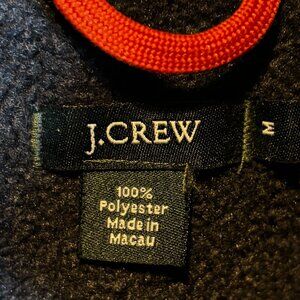 J.CREW
M
100%
Polyester
Made in
Macau